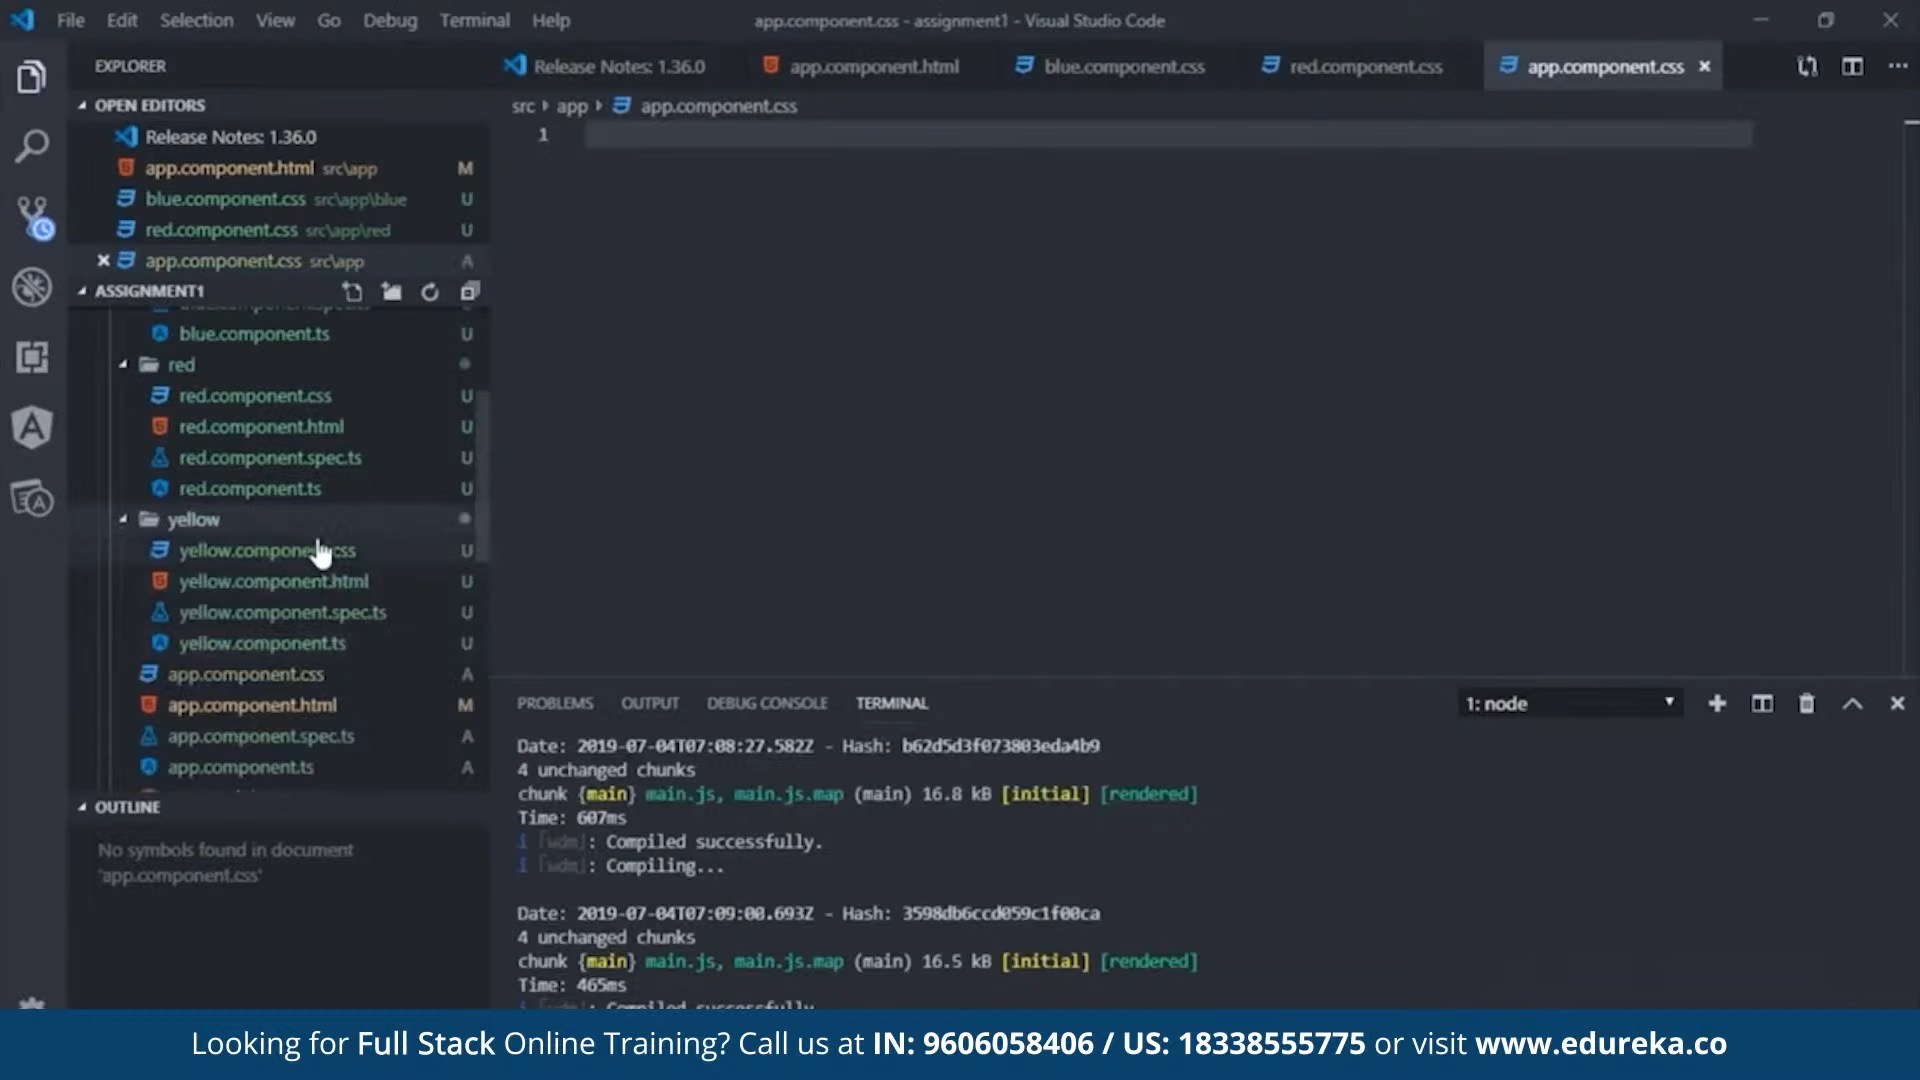 File Edit Selection View Go Debug Terminal Help
app.component.css - assignment1 - Visual Studio Code
EXPLORER
Release Notes: 1.36.0 app.component.html blue.component.css red.component.css app.component.css
OPEN EDITORS
src app app.component.css
Release Notes: 1.36.0
1
app.component.html src\app M
blue.component.css src\app\blue U
red.component.css src\app\red U
app.component.css src\app A
ASSIGNMENT1
blue.component.ts U
red
red.component.css U
red.component.html U
red.component.spec.ts U
red.component.ts U
yellow
yellow.component.css U
yellow.component.html U
yellow.component.spec.ts U
yellow.component.ts U
app.component.css A
app.component.html M
app.component.spec.ts A
app.component.ts A
OUTLINE
No symbols found in document
'app.component.css'
PROBLEMS OUTPUT DEBUG CONSOLE TERMINAL 1: node
Date: 2019-07-04T07:08:27.582Z - Hash: b62d5d3f073803eda4b9
4 unchanged chunks
chunk {main} main.js, main.js.map (main) 16.8 kB [initial] [rendered]
Time: 607ms
i ｢wdm｣: Compiled successfully.
i ｢wdm｣: Compiling...
Date: 2019-07-04T07:09:00.693Z - Hash: 3598db6ccd059c1f00ca
4 unchanged chunks
chunk {main} main.js, main.js.map (main) 16.5 kB [initial] [rendered]
Time: 465ms
Looking for Full Stack Online Training? Call us at IN: 9606058406 / US: 18338555775 or visit www.edureka.co